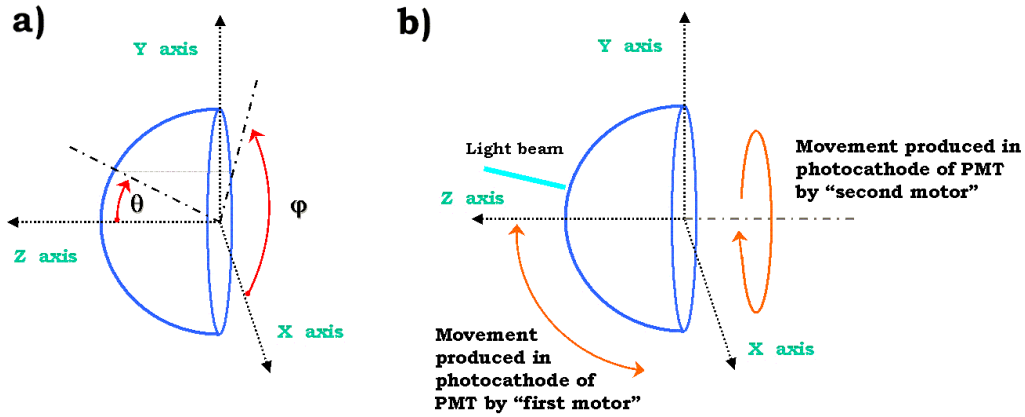 a)
Y axis
θ
φ
Z axis
X axis
b)
Y axis
Light beam
Z axis
Movement produced in
photocathode of PMT
by “second motor”
X axis
Movement
produced in
photocathode of
PMT by “first motor”